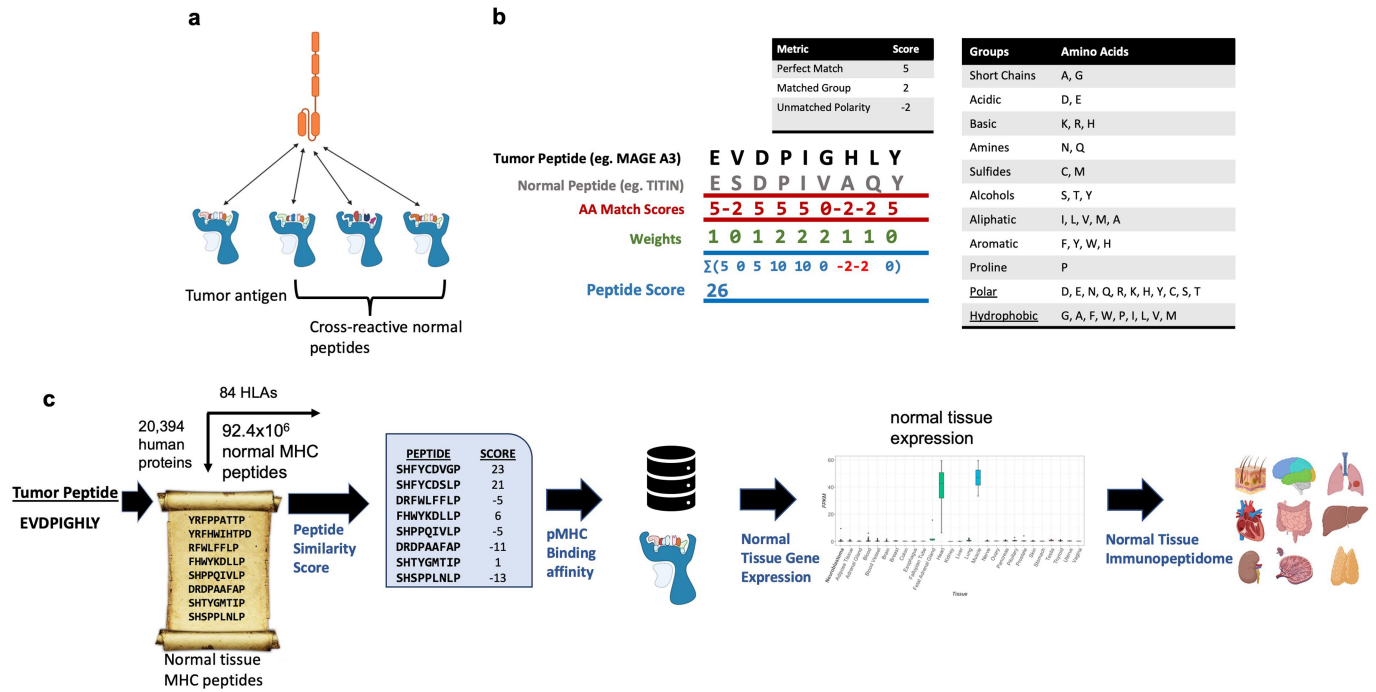 a
Tumor antigen
Cross-reactive normal
peptides
b
Metric Score
Perfect Match 5
Matched Group 2
Unmatched Polarity -2
Tumor Peptide (eg. MAGE A3) E V D P I G H L Y
Normal Peptide (eg. TITIN) E S D P I V A Q Y
AA Match Scores 5 -2 5 5 5 0 -2 -2 5
Weights 1 0 1 2 2 2 1 1 0
Σ(5 0 5 10 10 0 -2 -2 0)
Peptide Score 26
Groups Amino Acids
Short Chains A, G
Acidic D, E
Basic K, R, H
Amines N, Q
Sulfides C, M
Alcohols S, T, Y
Aliphatic I, L, V, M, A
Aromatic F, Y, W, H
Proline P
Polar D, E, N, Q, R, K, H, Y, C, S, T
Hydrophobic G, A, F, W, P, I, L, V, M
c
84 HLAs
20,394
human
proteins
92.4x10⁶
normal MHC
peptides
Tumor Peptide
EVDPIGHLY
YRFPPATTP
YRFHWIHTPD
RFWLFFLP
FHWYKDLLP
SHPPQIVLP
DRDPAAFAP
SHTYGMTIP
SHSPPLNLP
Normal tissue
MHC peptides
Peptide
Similarity
Score
PEPTIDE SCORE
SHFYCDVGP 23
SHFYCDSLP 21
DRFWLFFLP -5
FHWYKDLLP 6
SHPPQIVLP -5
DRDPAAFAP -11
SHTYGMTIP 1
SHSPPLNLP -13
pMHC
Binding
affinity
Normal
Tissue Gene
Expression
normal tissue
expression
FPKM
60
40
20
0
Tissue
Normal Tissue
Immunopeptidome